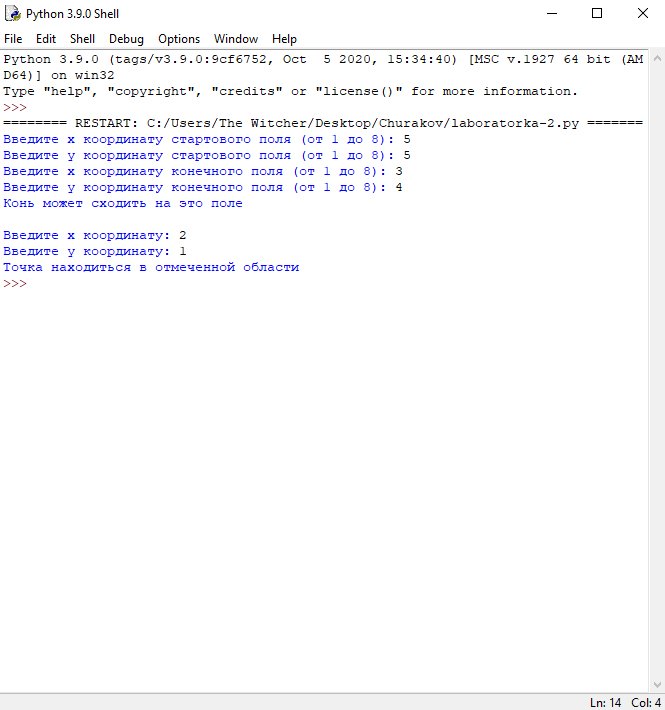 Python 3.9.0 Shell
File Edit Shell Debug Options Window Help
Python 3.9.0 (tags/v3.9.0:9cf6752, Oct  5 2020, 15:34:40) [MSC v.1927 64 bit (AM
D64)] on win32
Type "help", "copyright", "credits" or "license()" for more information.
>>>
======== RESTART: C:/Users/The Witcher/Desktop/Churakov/laboratorka-2.py =======
Введите x координату стартового поля (от 1 до 8): 5
Введите y координату стартового поля (от 1 до 8): 5
Введите x координату конечного поля (от 1 до 8): 3
Введите y координату конечного поля (от 1 до 8): 4
Конь может сходить на это поле
Введите x координату: 2
Введите y координату: 1
Точка находиться в отмеченной области
>>>
Ln: 14 Col: 4